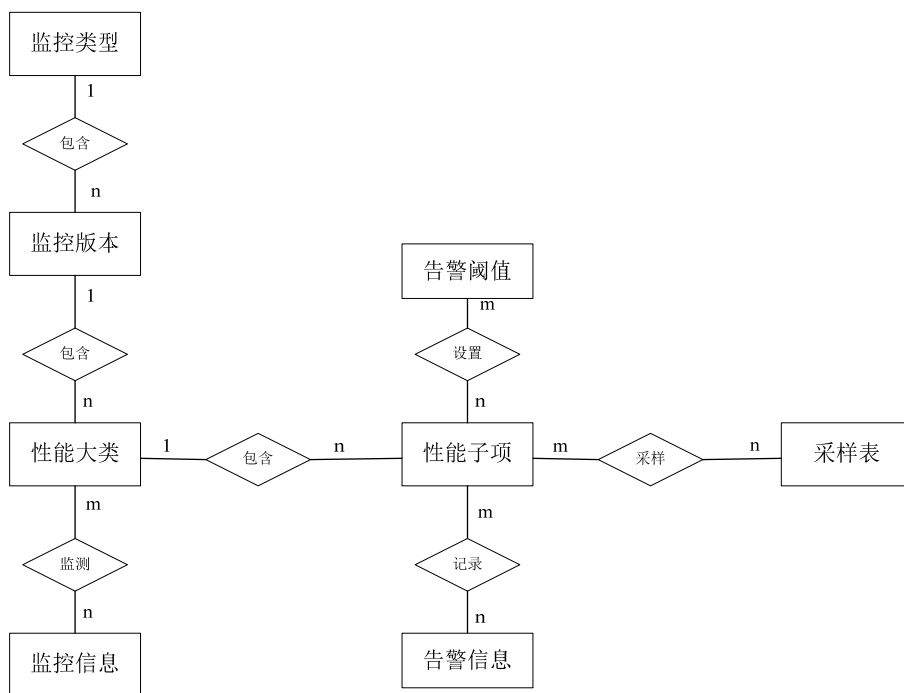 监控类型
1
包含
n
监控版本
1
包含
n
告警阈值
m
设置
n
性能大类
1
包含
n
性能子项
m
采样
n
采样表
m
监测
n
监控信息
m
记录
n
告警信息